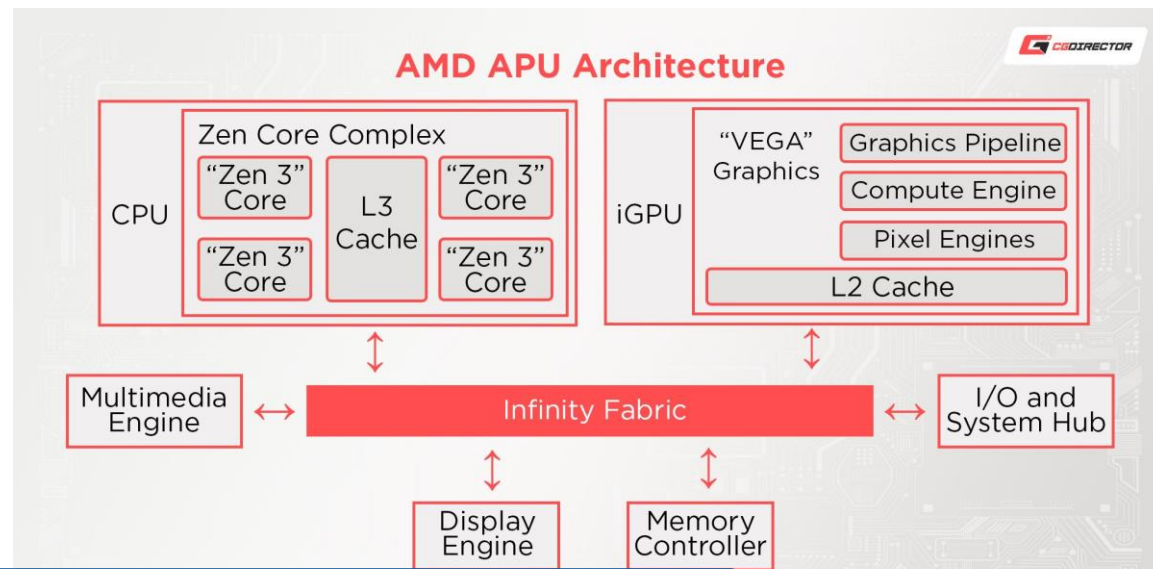 CGDIRECTOR
AMD APU Architecture
CPU
Zen Core Complex
“Zen 3”
Core
L3
Cache
“Zen 3”
Core
“Zen 3”
Core
“Zen 3”
Core
iGPU
“VEGA”
Graphics
Graphics Pipeline
Compute Engine
Pixel Engines
L2 Cache
Multimedia
Engine
Infinity Fabric
I/O and
System Hub
Display
Engine
Memory
Controller